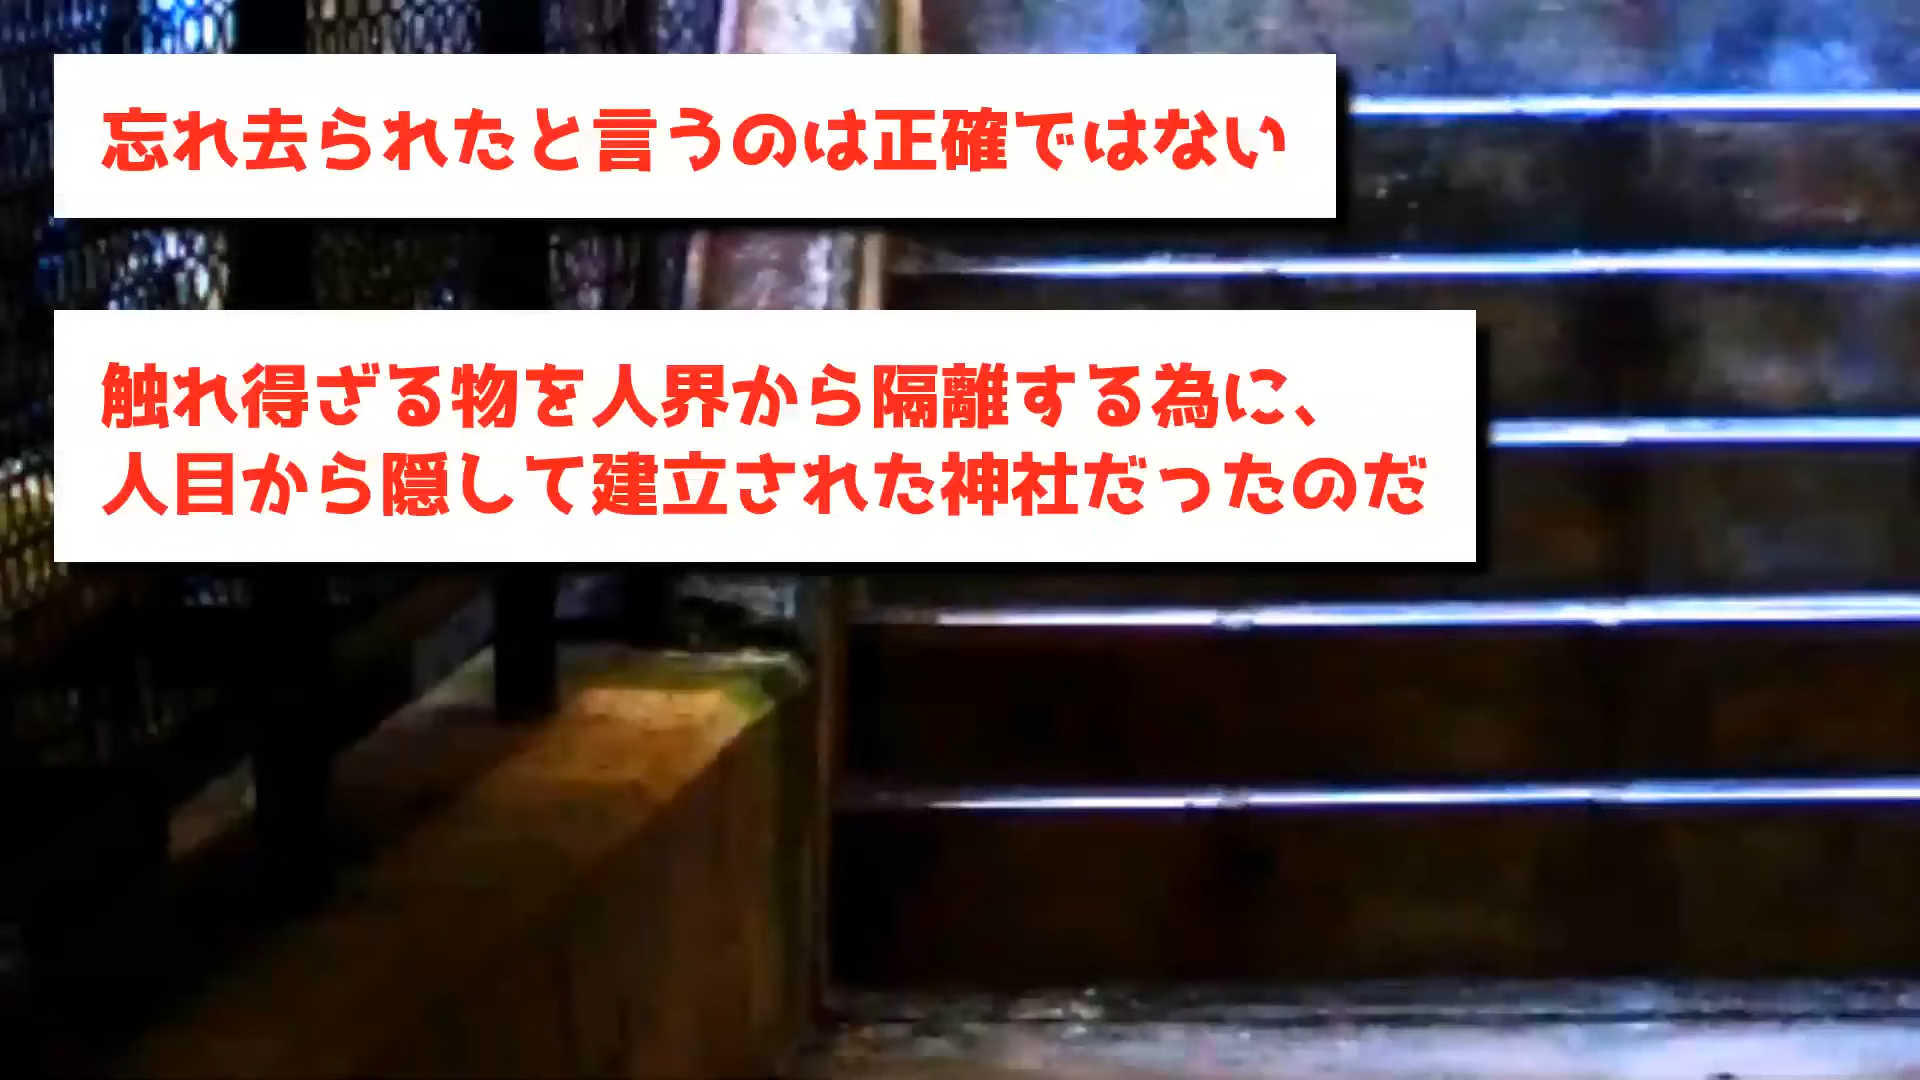 忘れ去られたと言うのは正確ではない
触れ得ざる物を人界から隔離する為に、
人目から隠して建立された神社だったのだ